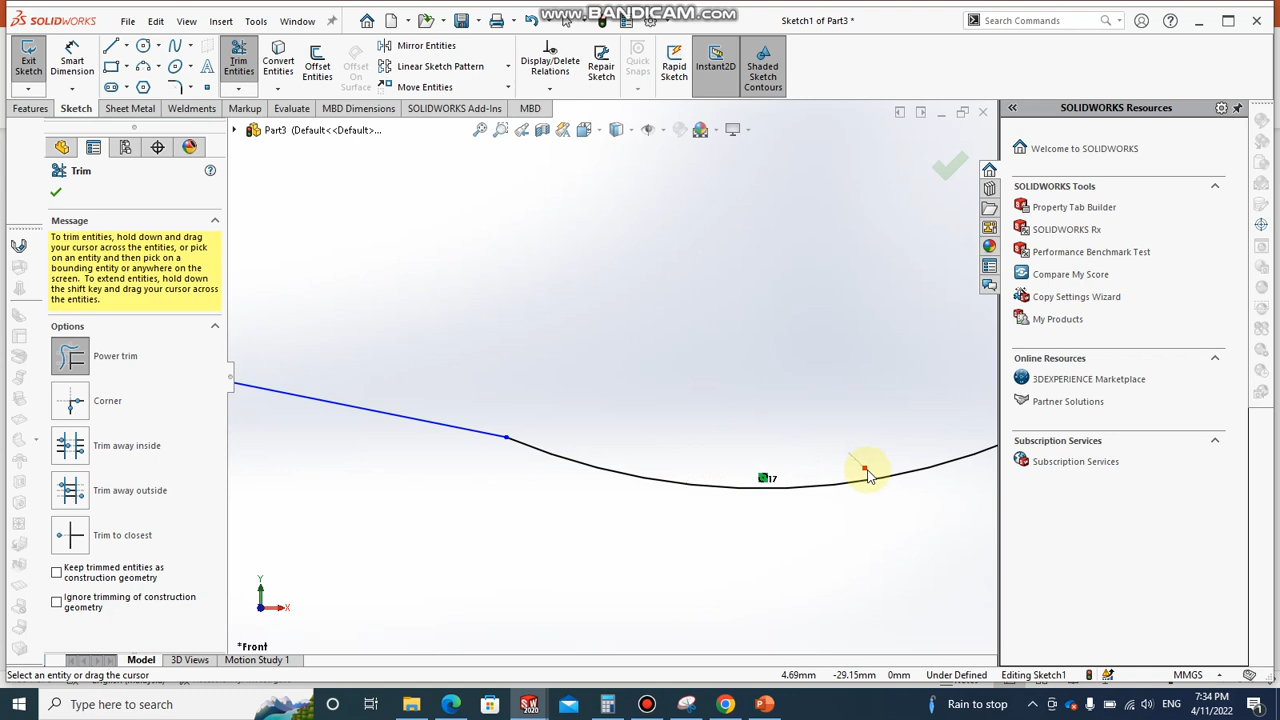 SOLIDWORKS File Edit View Insert Tools Window www.BANDICAM.com Sketch1 of Part3 * Search Commands
Exit Sketch
Smart Dimension
Trim Entities
Convert Entities
Offset Entities
Offset On Surface
Mirror Entities
Linear Sketch Pattern
Move Entities
Display/Delete Relations
Repair Sketch
Quick Snaps
Rapid Sketch
Instant2D
Shaded Sketch Contours
Features Sketch Sheet Metal Weldments Markup Evaluate MBD Dimensions SOLIDWORKS Add-Ins MBD
Part3 (Default<<Default>...
Trim
Message
To trim entities, hold down and drag
your cursor across the entities, or pick
on an entity and then pick on a
bounding entity or anywhere on the
screen. To extend entities, hold down
the shift key and drag your cursor across
the entities.
Options
Power trim
Corner
Trim away inside
Trim away outside
Trim to closest
Keep trimmed entities as
construction geometry
Ignore trimming of construction
geometry
17
Y
X
*Front
SOLIDWORKS Resources
Welcome to SOLIDWORKS
SOLIDWORKS Tools
Property Tab Builder
SOLIDWORKS Rx
Performance Benchmark Test
Compare My Score
Copy Settings Wizard
My Products
Online Resources
3DEXPERIENCE Marketplace
Partner Solutions
Subscription Services
Subscription Services
Model 3D Views Motion Study 1
Select an entity or drag the cursor 4.69mm -29.15mm 0mm Under Defined Editing Sketch1 MMGS
Type here to search
Rain to stop
ENG
7:34 PM
4/11/2022